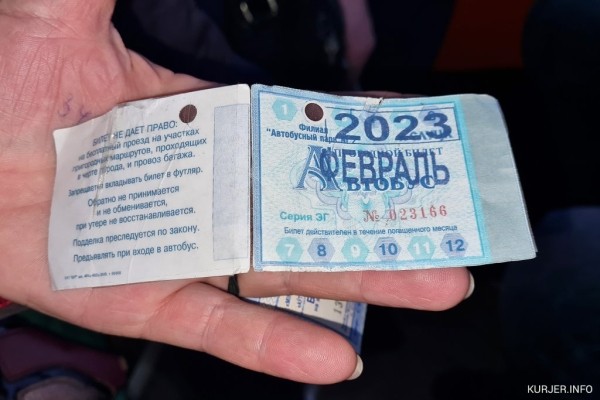 БИЛЕТ НЕ ДАЕТ ПРАВО:
на бесплатный проезд на участках
пригородных маршрутов, проходящих
в черте города, и провоз багажа.
Запрещается вкладывать билет в футляр.
Обратно не принимается
и не обменивается,
при утере не восстанавливается.
Подделка преследуется по закону.
Предъявлять при входе в автобус.
1
Филиал
"Автобусный парк
2023
БИЛЕТ
ФЕВРАЛЬ
АВТОБУС
Серия ЭГ № 023166
Билет действителен в течение погашенного месяца
7 8 9 10 11 12
KURJER.INFO